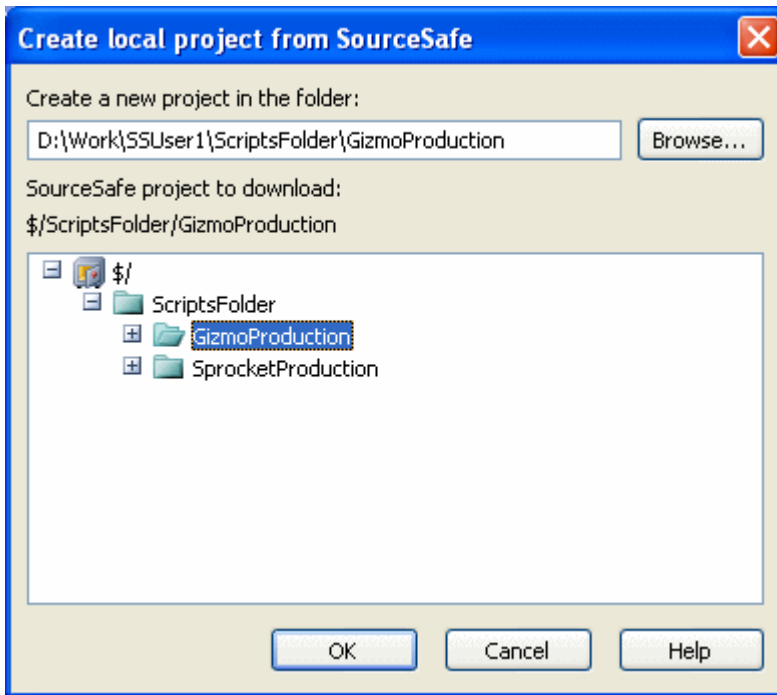 Create local project from SourceSafe
Create a new project in the folder:
D:\Work\SSUser1\ScriptsFolder\GizmoProduction
Browse...
SourceSafe project to download:
$/ScriptsFolder/GizmoProduction
$/
ScriptsFolder
GizmoProduction
SprocketProduction
OK
Cancel
Help